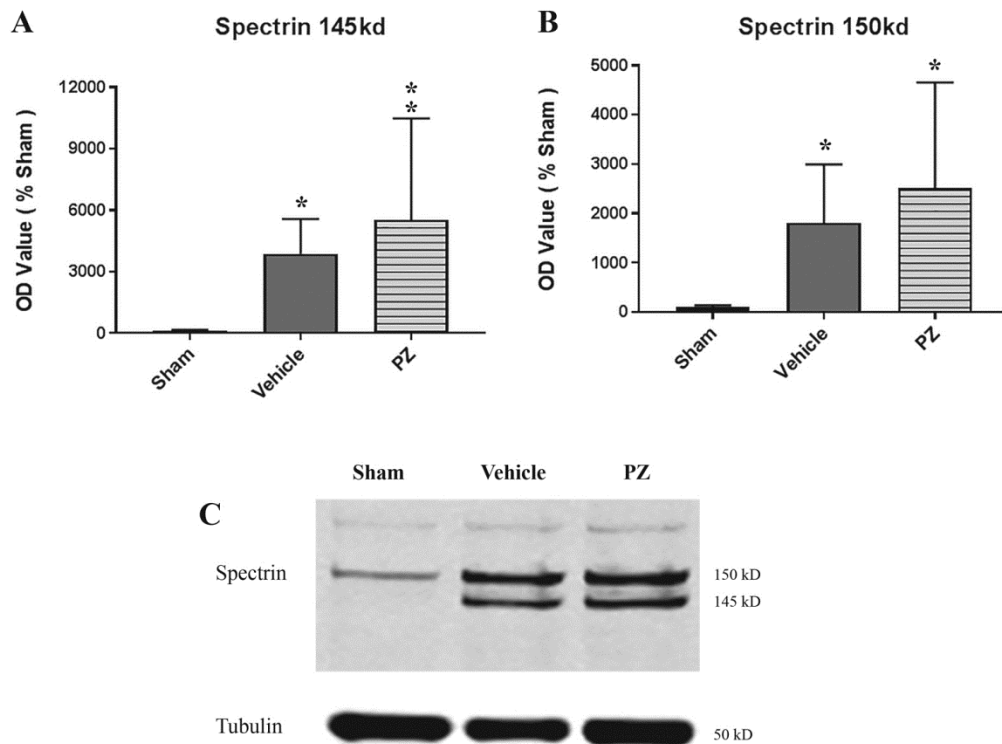 A
Spectrin 145kd
OD Value ( % Sham )
12000
9000
6000
3000
0
*
*
*
Sham
Vehicle
PZ
B
Spectrin 150kd
OD Value ( % Sham )
5000
4000
3000
2000
1000
0
*
*
Sham
Vehicle
PZ
Sham Vehicle PZ
C
Spectrin
150 kD
145 kD
Tubulin
50 kD